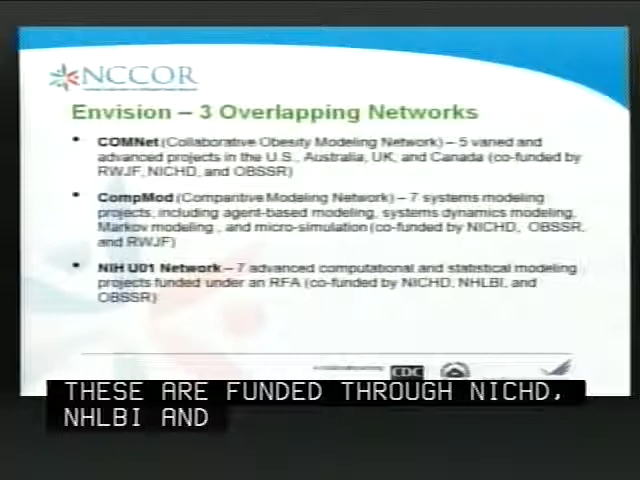 NCCOR
Envision – 3 Overlapping Networks
• COMNet (Collaborative Obesity Modeling Network) – 5 varied and
advanced projects in the U.S., Australia, UK, and Canada (co-funded by
RWJF, NICHD, and OBSSR)
• CompMod (Comparitive Modeling Network) – 7 systems modeling
projects, including agent-based modeling, systems dynamics modeling,
Markov modeling , and micro-simulation (co-funded by NICHD, OBSSR,
and RWJF)
• NIH U01 Network – 7 advanced computational and statistical modeling
projects funded under an RFA (co-funded by NICHD, NHLBI, and
OBSSR)
CDC
THESE ARE FUNDED THROUGH NICHD,
NHLBI AND